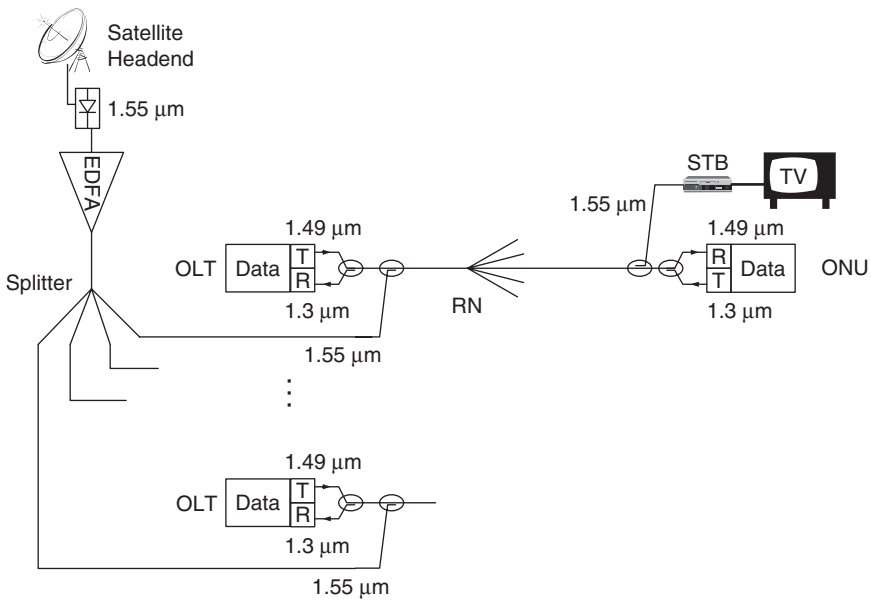 Satellite
Headend
1.55 μm
EDFA
Splitter
STB
TV
1.55 μm
1.49 μm
OLT
Data
T
R
1.3 μm
1.55 μm
RN
1.49 μm
R
T
Data
ONU
1.3 μm
1.49 μm
OLT
Data
T
R
1.3 μm
1.55 μm